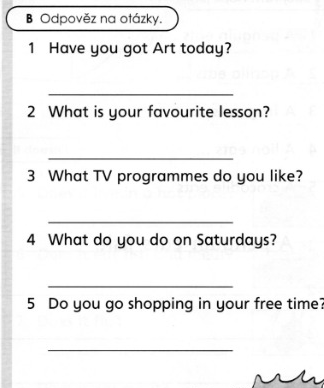 B Odpověz na otázky.
1 Have you got Art today?
2 What is your favourite lesson?
3 What TV programmes do you like?
4 What do you do on Saturdays?
5 Do you go shopping in your free time?